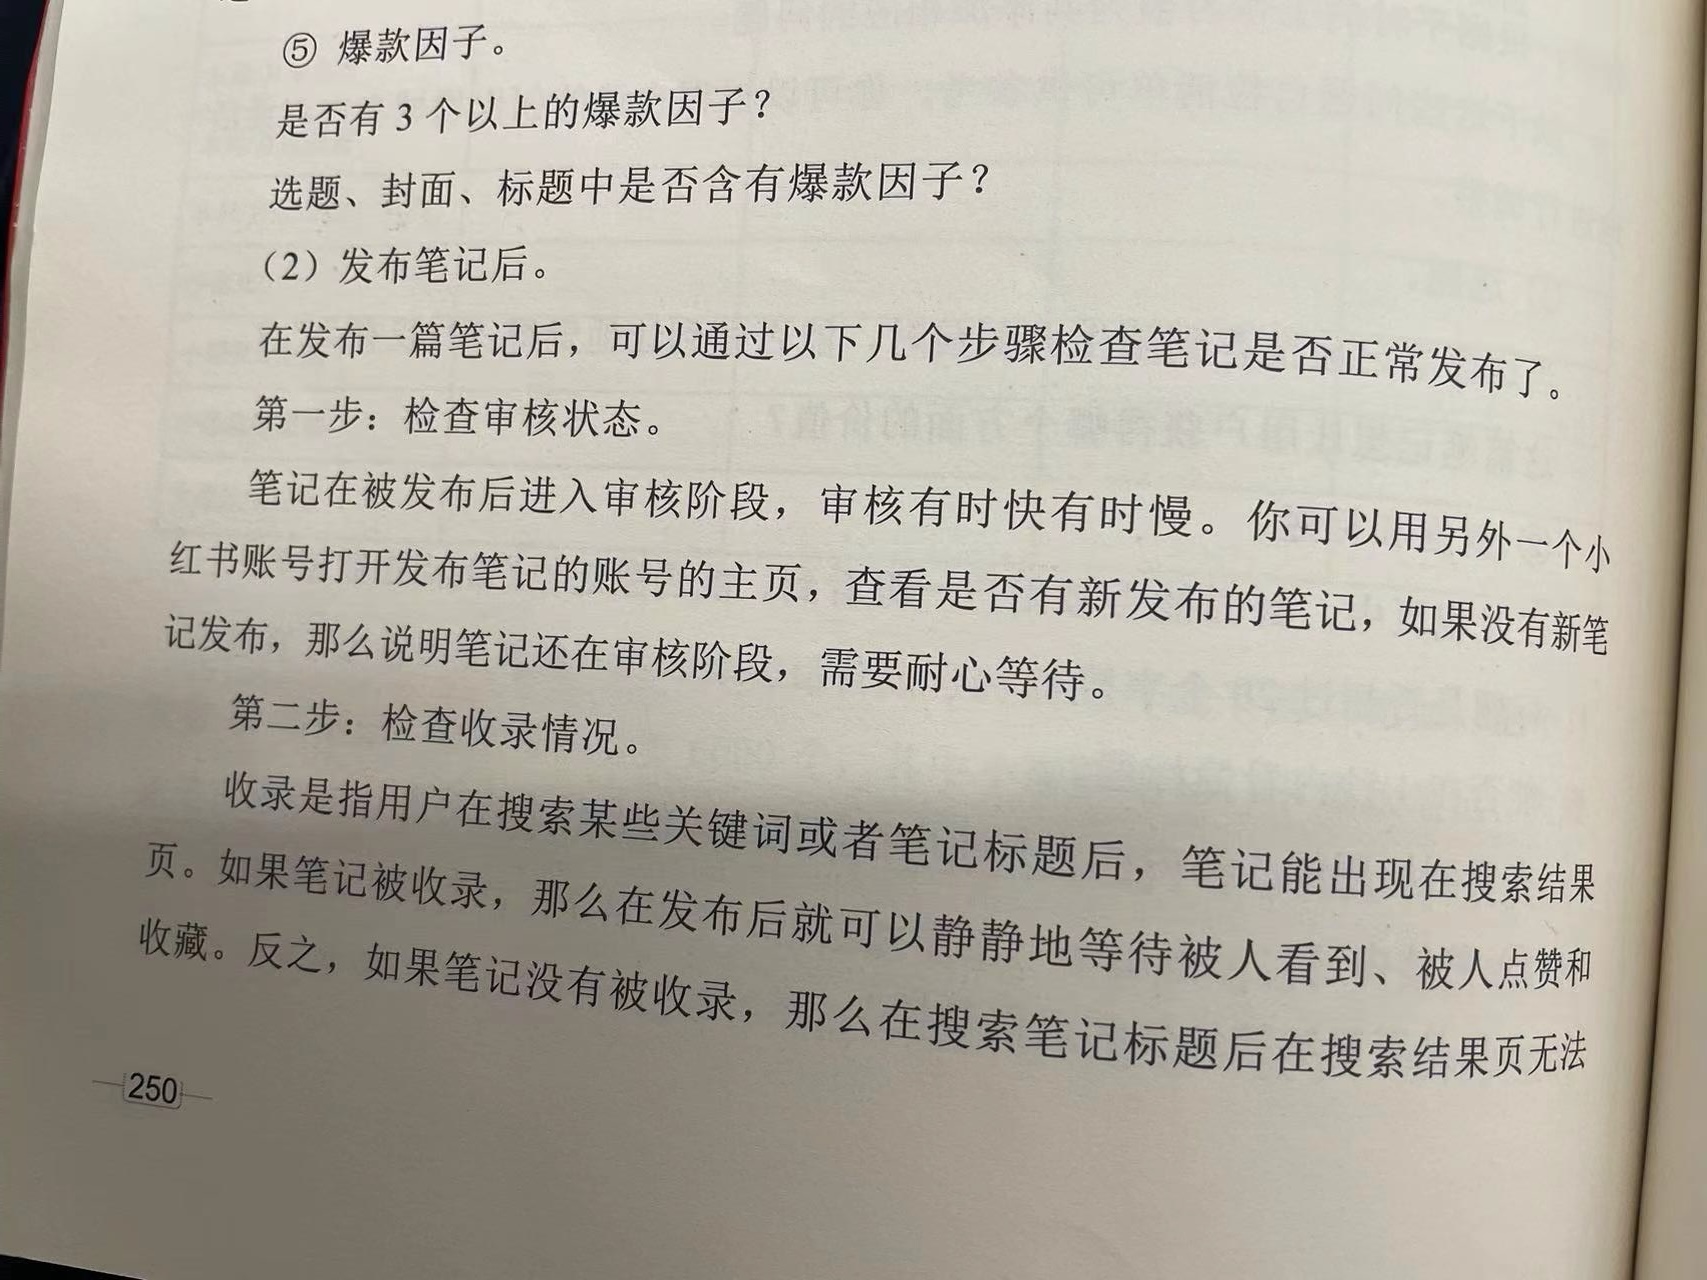 ⑤ 爆款因子。
是否有 3 个以上的爆款因子？
选题、封面、标题中是否含有爆款因子？
（2）发布笔记后。
在发布一篇笔记后，可以通过以下几个步骤检查笔记是否正常发布了。
第一步：检查审核状态。
笔记在被发布后进入审核阶段，审核有时快有时慢。你可以用另外一个小
红书账号打开发布笔记的账号的主页，查看是否有新发布的笔记，如果没有新笔
记发布，那么说明笔记还在审核阶段，需要耐心等待。
第二步：检查收录情况。
收录是指用户在搜索某些关键词或者笔记标题后，笔记能出现在搜索结果
页。如果笔记被收录，那么在发布后就可以静静地等待被人看到、被人点赞和
收藏。反之，如果笔记没有被收录，那么在搜索笔记标题后在搜索结果页无法
250